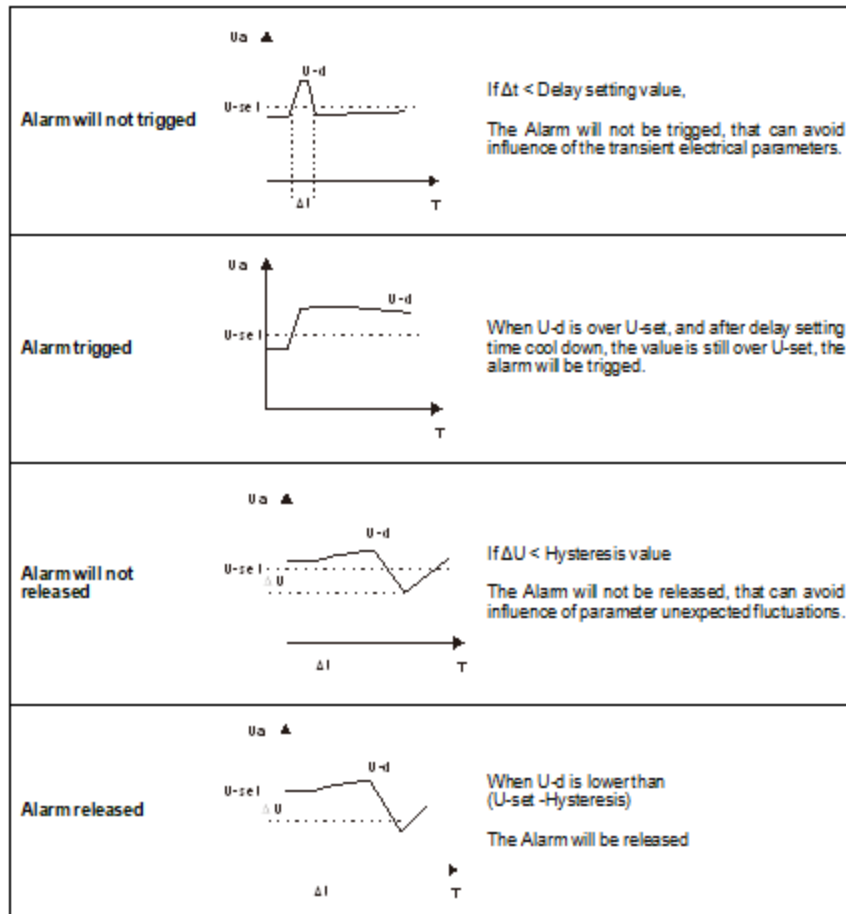 Ua
U-d
U-set
Alarm will not trigged
If Δt < Delay setting value,
The Alarm will not be trigged, that can avoid
influence of the transient electrical parameters.
Δt
T
Ua
U-d
U-set
Alarm trigged
When U-d is over U-set, and after delay setting
time cool down, the value is still over U-set, the
alarm will be trigged.
T
Ua
U-d
U-set
Δ U
Alarm will not
released
If ΔU < Hysteresis value
The Alarm will not be released, that can avoid
influence of parameter unexpected fluctuations.
Δt
T
Ua
U-d
U-set
Δ U
Alarm released
When U-d is lower than
(U-set -Hysteresis)
The Alarm will be released
Δt
T